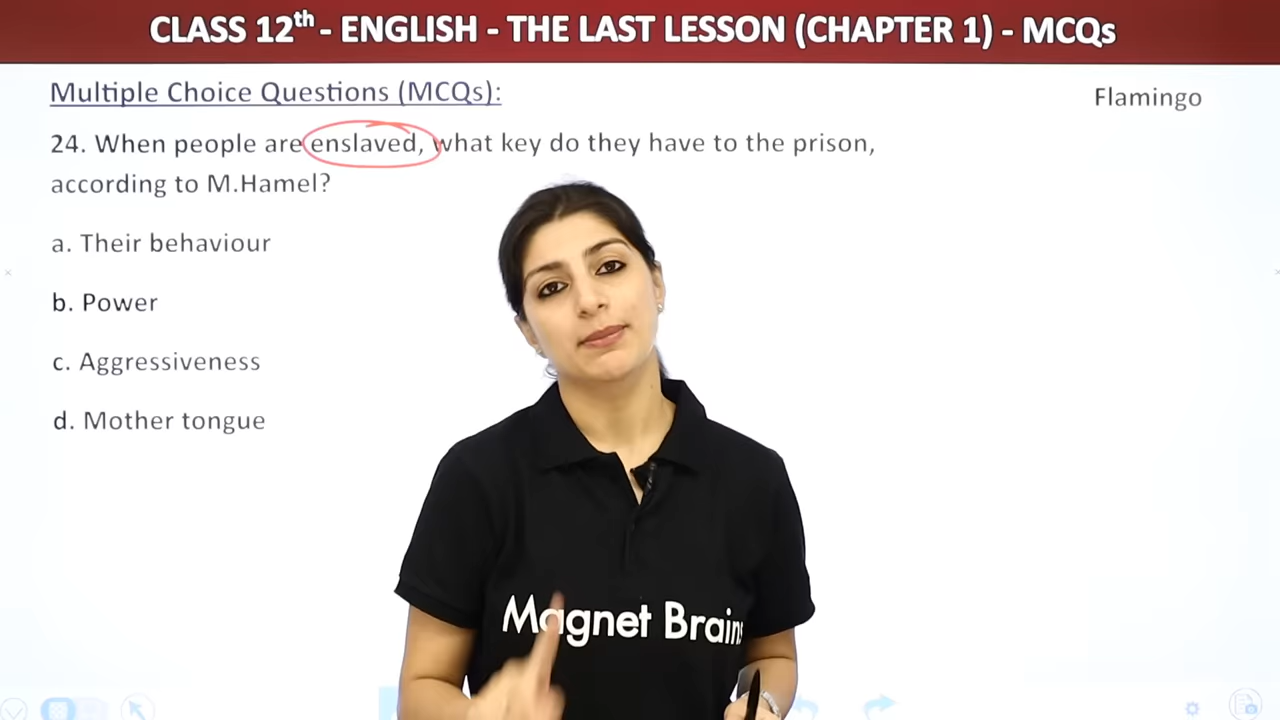 CLASS 12th - ENGLISH - THE LAST LESSON (CHAPTER 1) - MCQs
Multiple Choice Questions (MCQs):
Flamingo
24. When people are enslaved, what key do they have to the prison,
according to M.Hamel?
a. Their behaviour
b. Power
c. Aggressiveness
d. Mother tongue
Magnet Brains